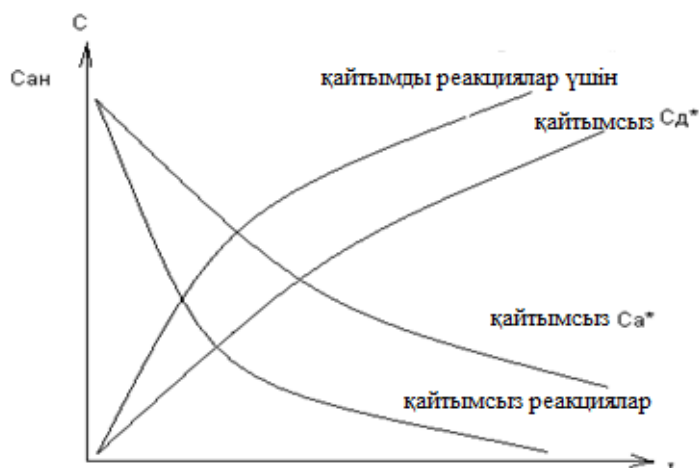 С
Сан
қайтымды реакциялар үшін
қайтымсыз Сд*
қайтымсыз Са*
қайтымсыз реакциялар